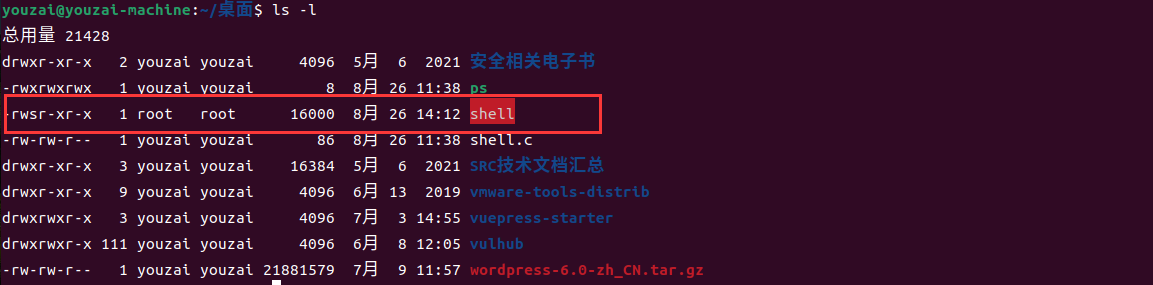 youzai@youzai-machine:~/桌面$ ls -l
总用量 21428
drwxr-xr-x   2 youzai youzai     4096  5月  6  2021 安全相关电子书
-rwxrwxrwx   1 youzai youzai        8  8月 26 11:38 ps
-rwsr-xr-x   1 root   root      16000  8月 26 14:12 shell
-rw-rw-r--   1 youzai youzai       86  8月 26 11:38 shell.c
drwxr-xr-x   3 youzai youzai    16384  5月  6  2021 SRC技术文档汇总
drwxr-xr-x   9 youzai youzai     4096  6月 13  2019 vmware-tools-distrib
drwxrwxr-x   3 youzai youzai     4096  7月  3 14:55 vuepress-starter
drwxrwxr-x 111 youzai youzai     4096  6月  8 12:05 vulhub
-rw-rw-r--   1 youzai youzai 21881579  7月  9 11:57 wordpress-6.0-zh_CN.tar.gz